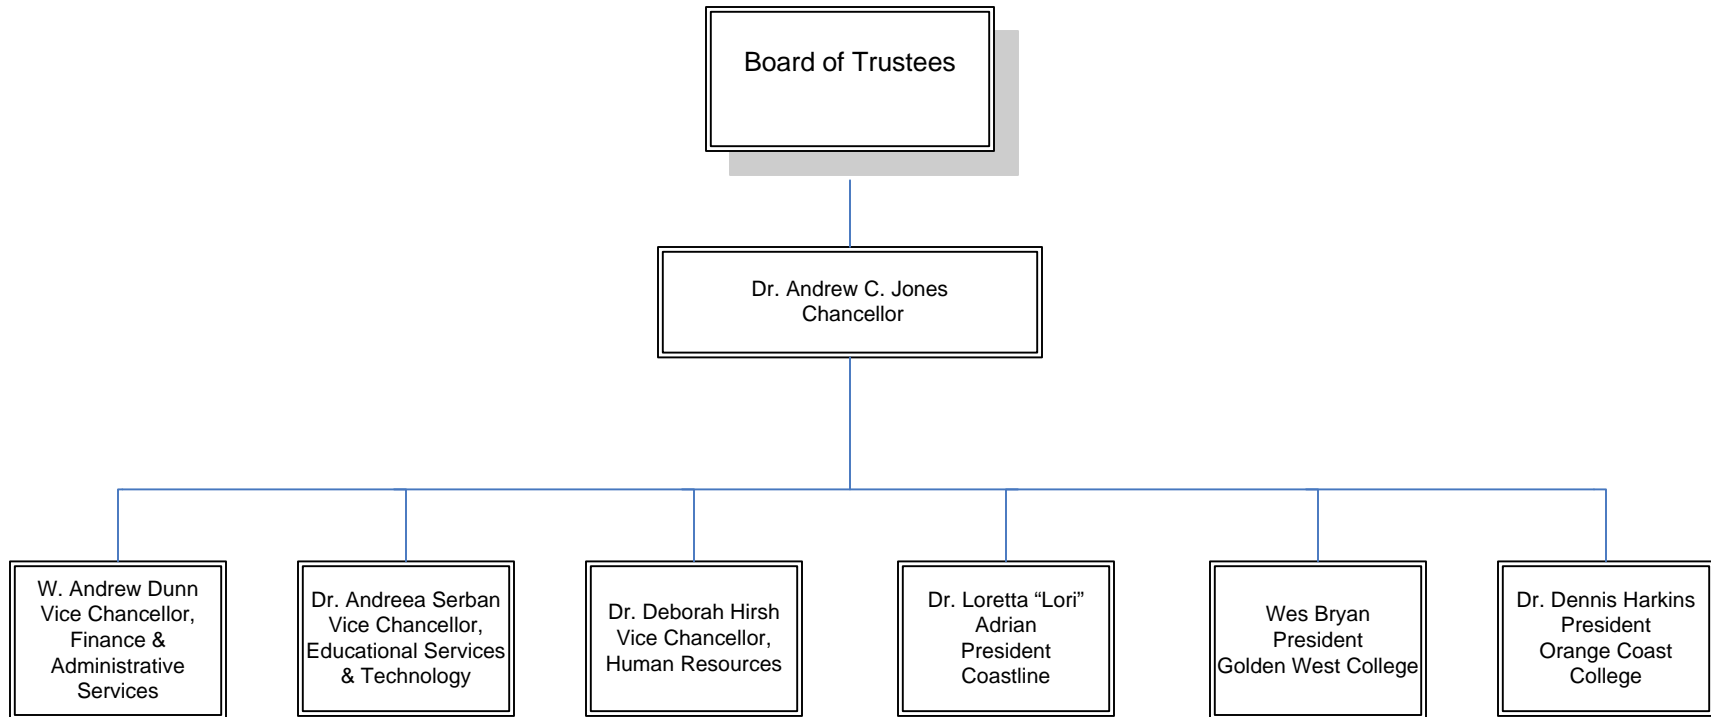 Board of Trustees
Dr. Andrew C. Jones
Chancellor
W. Andrew Dunn
Vice Chancellor,
Finance &
Administrative
Services
Dr. Andreea Serban
Vice Chancellor,
Educational Services
& Technology
Dr. Deborah Hirsh
Vice Chancellor,
Human Resources
Dr. Loretta “Lori”
Adrian
President
Coastline
Wes Bryan
President
Golden West College
Dr. Dennis Harkins
President
Orange Coast
College